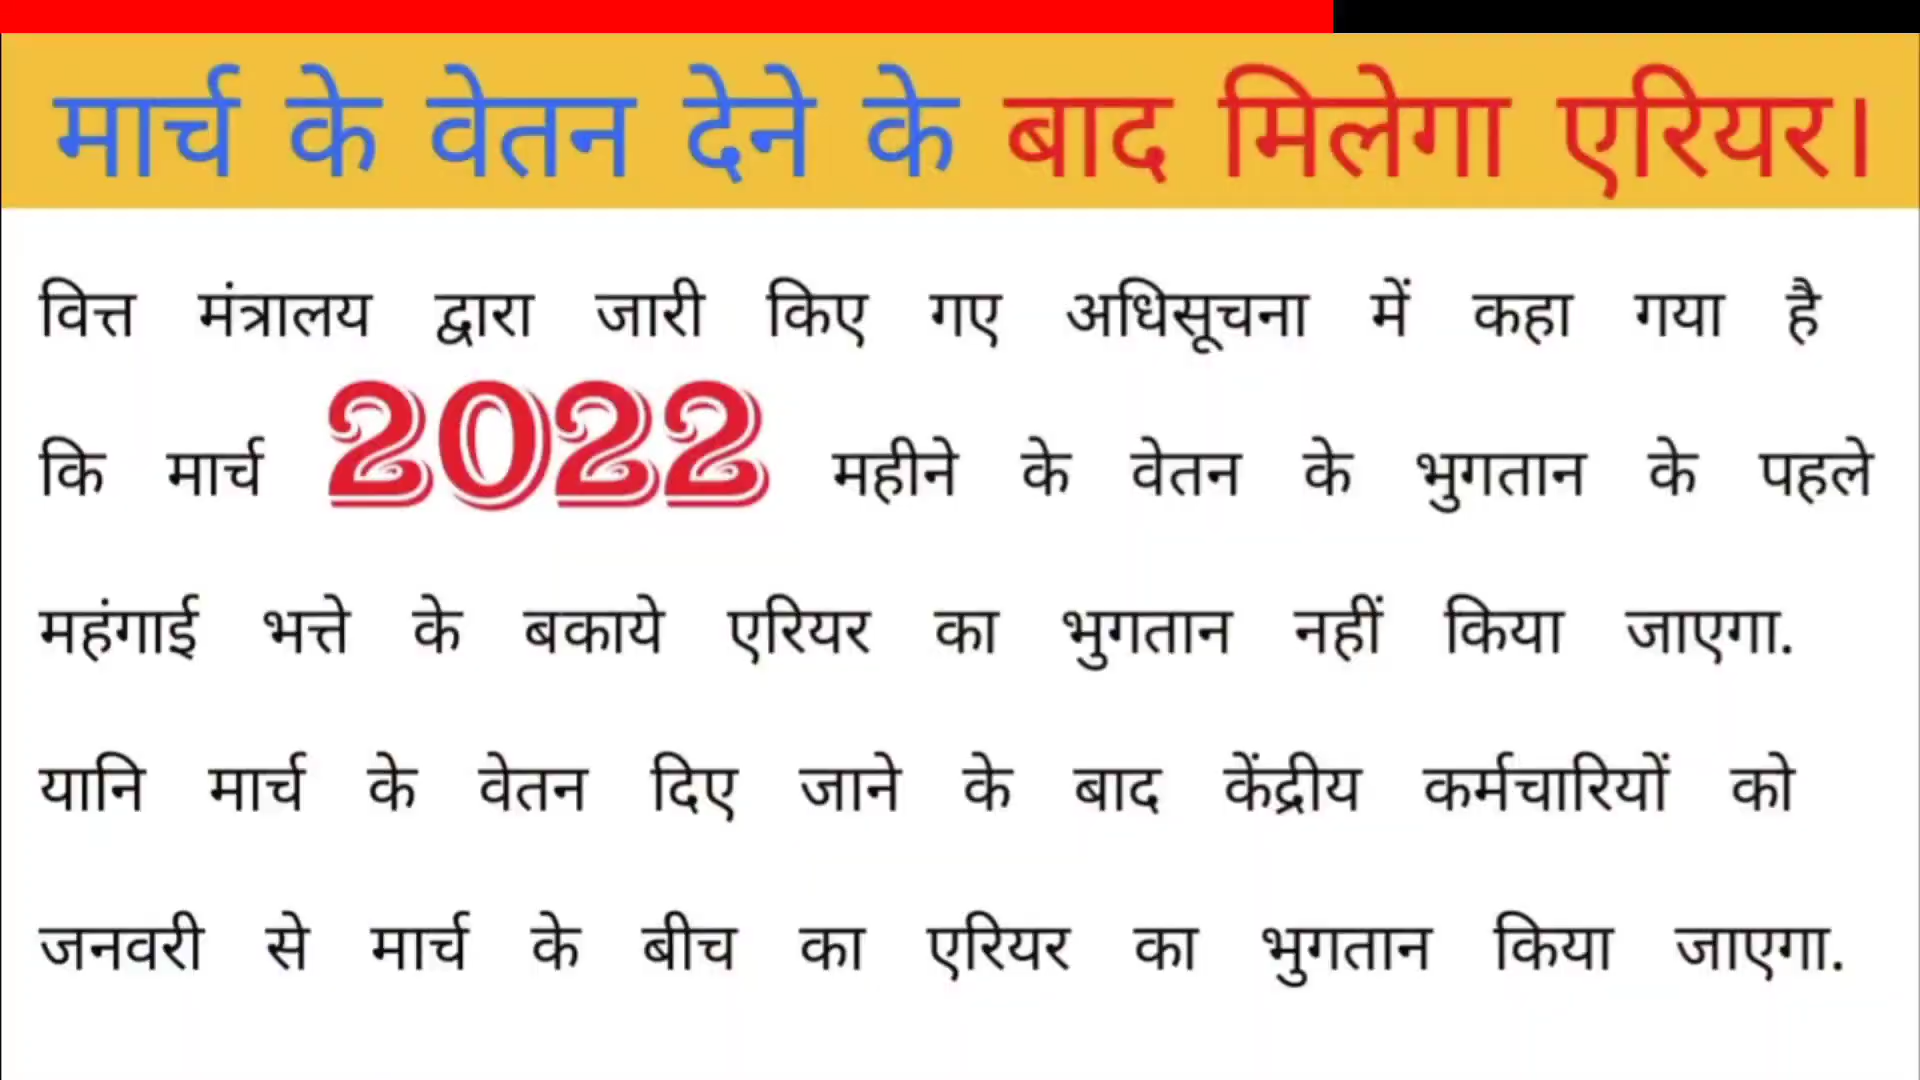 मार्च के वेतन देने के बाद मिलेगा एरियर।
वित्त मंत्रालय द्वारा जारी किए गए अधिसूचना में कहा गया है
कि मार्च 2022 महीने के वेतन के भुगतान के पहले
महंगाई भत्ते के बकाये एरियर का भुगतान नहीं किया जाएगा.
यानि मार्च के वेतन दिए जाने के बाद केंद्रीय कर्मचारियों को
जनवरी से मार्च के बीच का एरियर का भुगतान किया जाएगा.